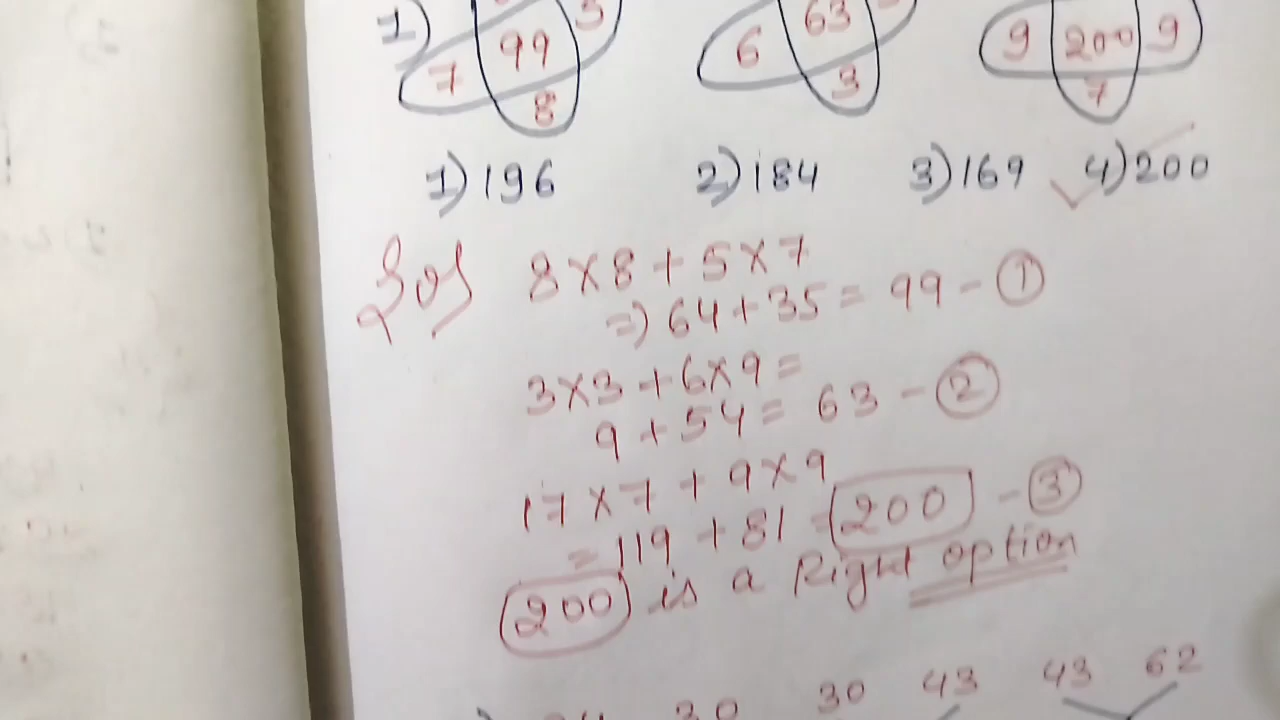 1) 99 5 63 9 200 9
7 6
8 3 7
1) 196 2) 184 3) 169 4) 200
Sol 8 × 8 + 5 × 7
=) 64 + 35 = 99 - ①
3 × 3 + 6 × 9 =
9 + 54 = 63 - ②
17 × 7 + 9 × 9
= 119 + 81 = 200 - ③
200 is a Right option
30 30 43 43 62